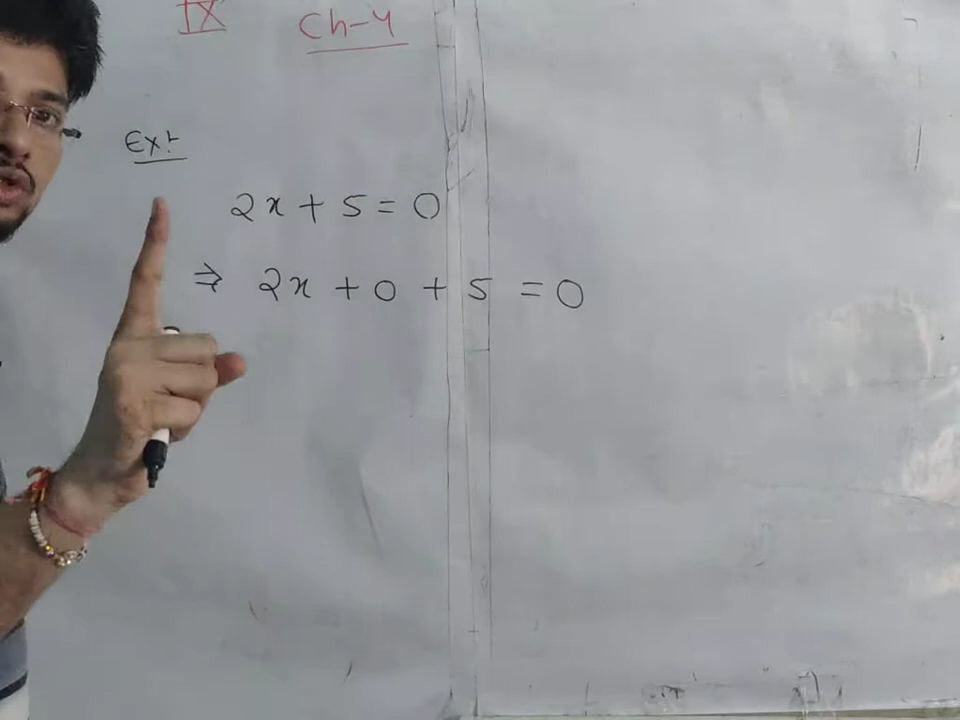 IX Ch-4
Ex:-
2x + 5 = 0
⇒ 2x + 0 + 5 = 0